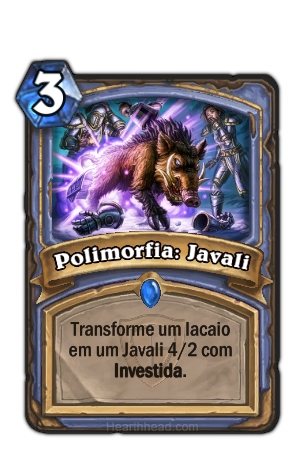 3
Polimorfia: Javali
Transforme um lacaio
em um Javali 4/2 com
Investida.
Hearthhead.com